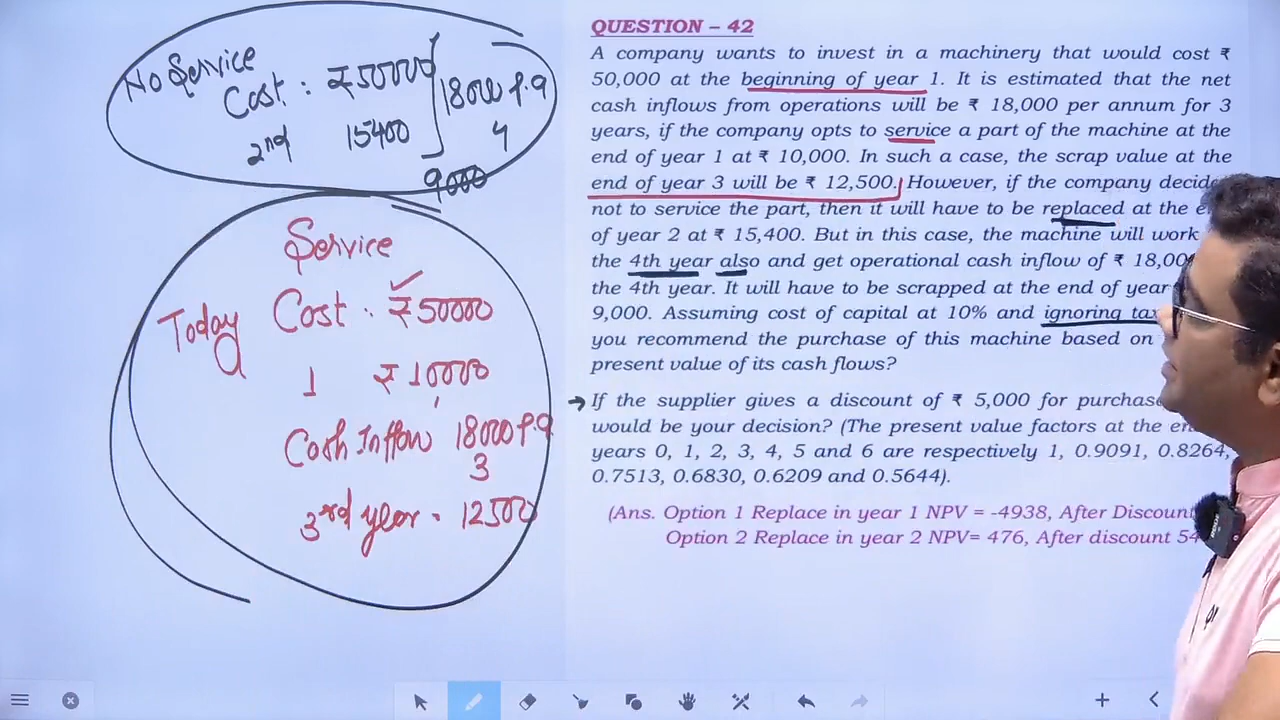 No Service
Cost : ₹50000 18000 P.a
2nd 15400 4
9000
Service
Today Cost : ₹50000
1 ₹10000
Cash Inflow 18000 P.a
3
3rd year - 12500
QUESTION – 42
A company wants to invest in a machinery that would cost ₹
50,000 at the beginning of year 1. It is estimated that the net
cash inflows from operations will be ₹ 18,000 per annum for 3
years, if the company opts to service a part of the machine at the
end of year 1 at ₹ 10,000. In such a case, the scrap value at the
end of year 3 will be ₹ 12,500. However, if the company
not to service the part, then it will have to be replaced at the
of year 2 at ₹ 15,400. But in this case, the machine will work
the 4th year also and get operational cash inflow of ₹
the 4th year. It will have to be scrapped at the end of year
9,000. Assuming cost of capital at 10% and ignoring
you recommend the purchase of this machine based on
present value of its cash flows?
If the supplier gives a discount of ₹ 5,000 for
would be your decision? (The present value factors at the
years 0, 1, 2, 3, 4, 5 and 6 are respectively 1, 0.9091, 0.8264,
0.7513, 0.6830, 0.6209 and 0.5644).
(Ans. Option 1 Replace in year 1 NPV = -4938, After Discount
Option 2 Replace in year 2 NPV= 476, After discount